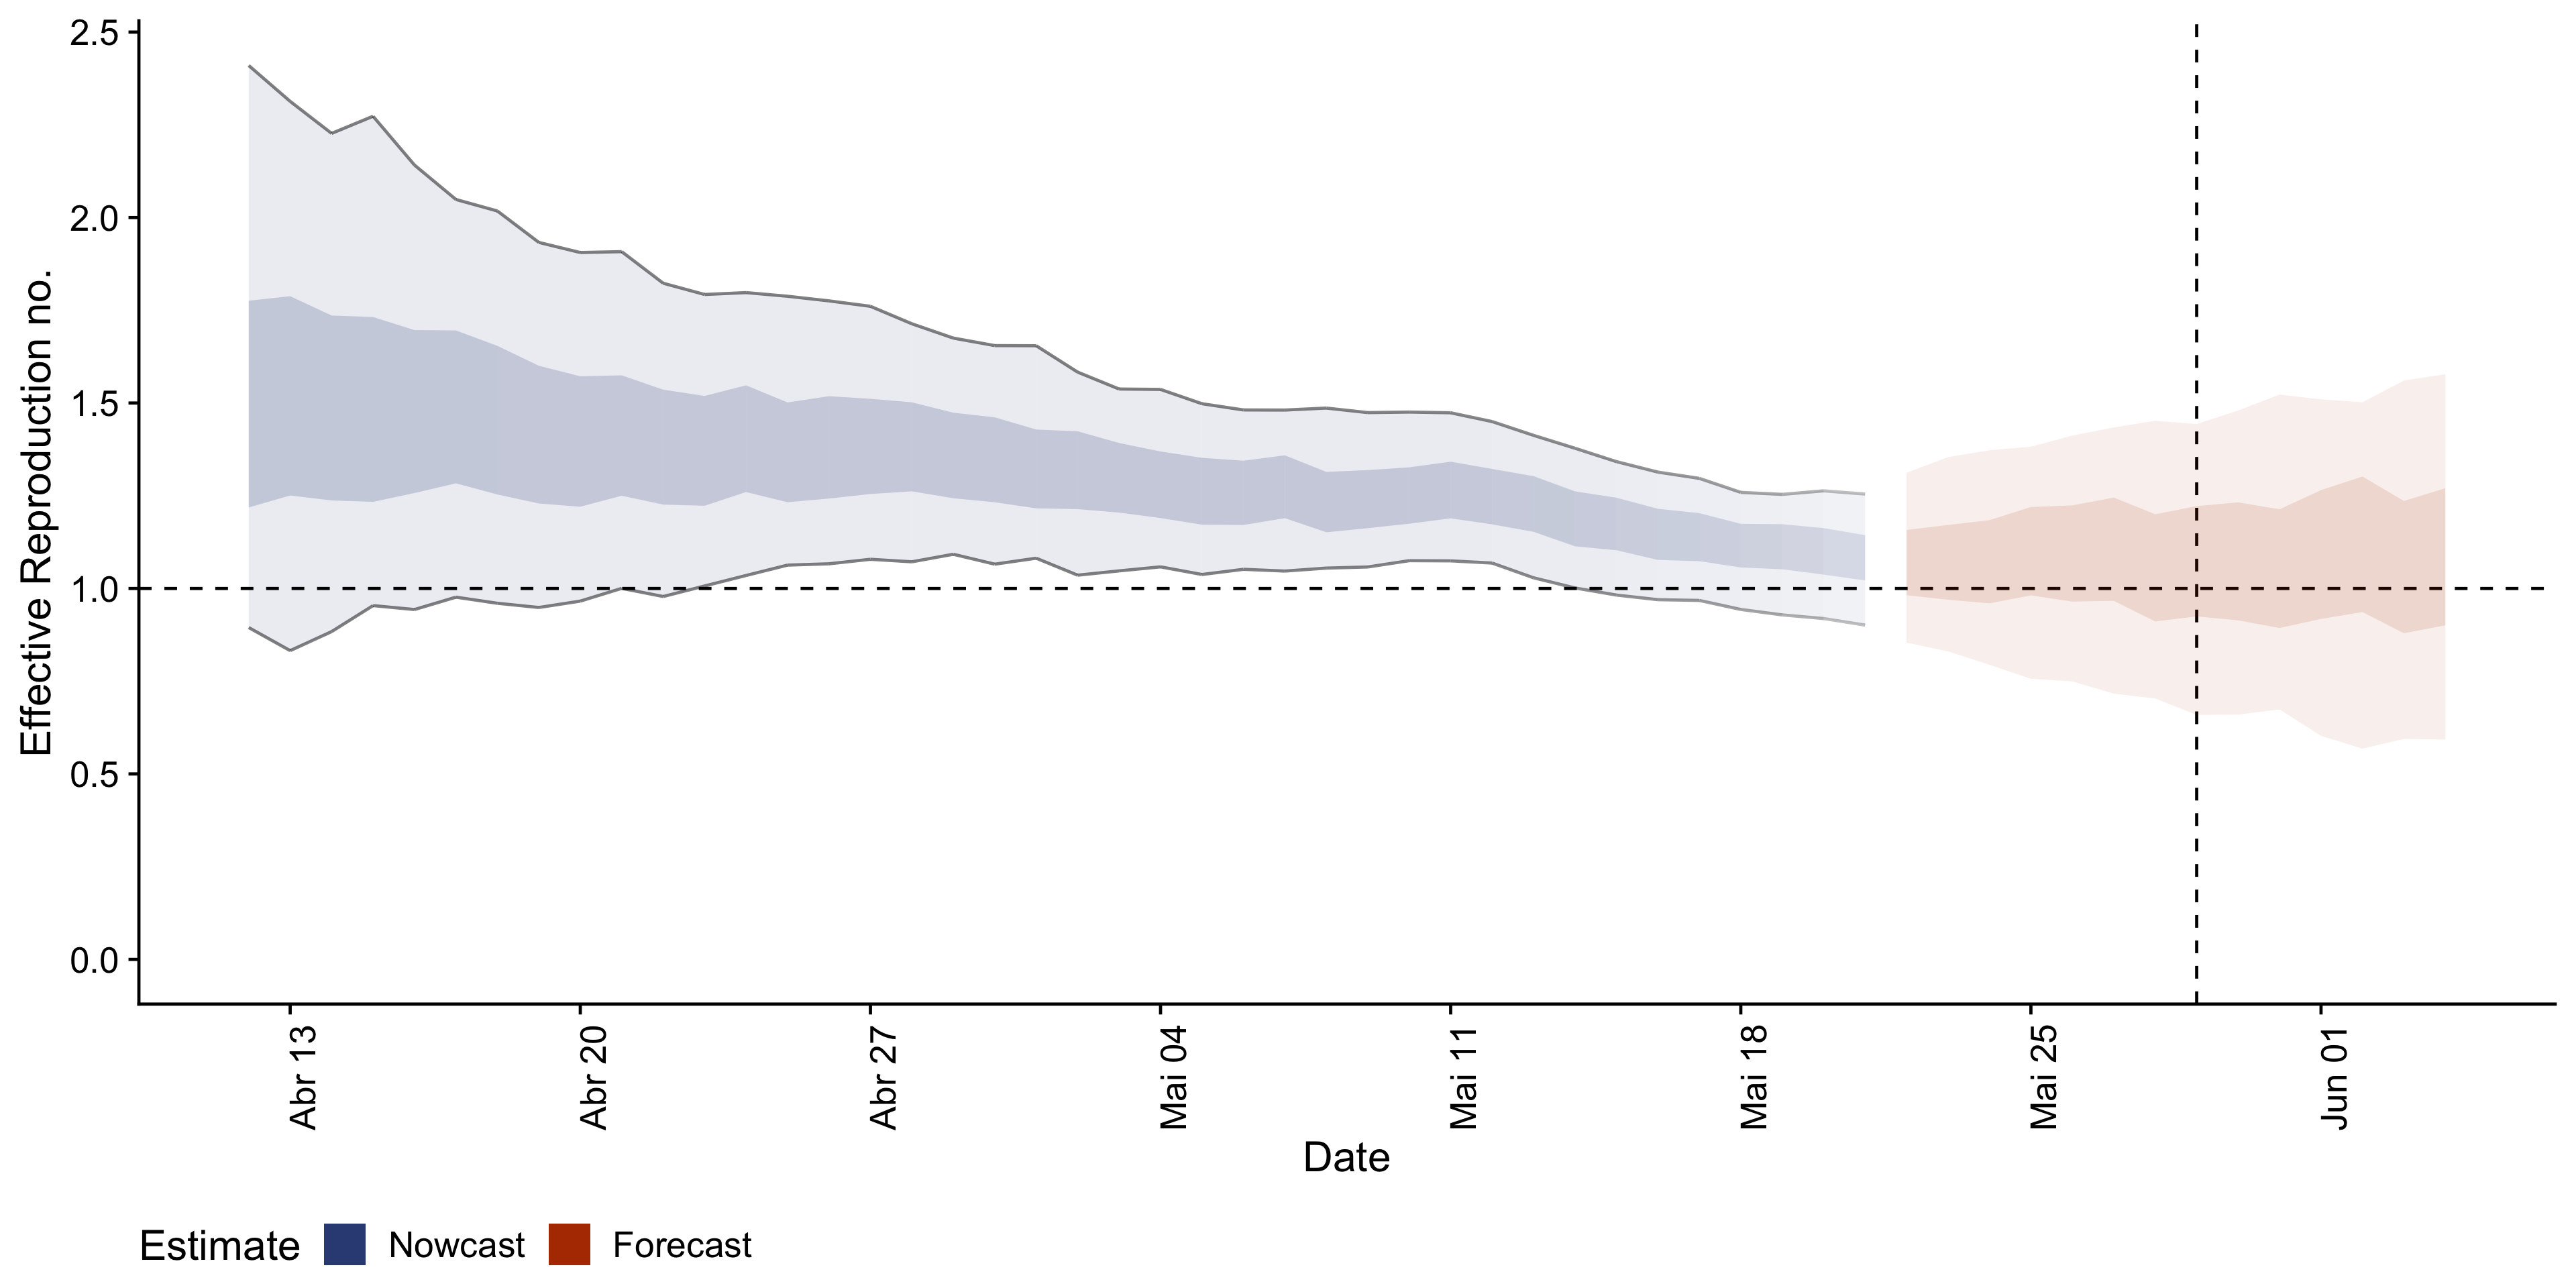 Effective Reproduction no.
2.5
2.0
1.5
1.0
0.5
0.0
Abr 13
Abr 20
Abr 27
Mai 04
Mai 11
Mai 18
Mai 25
Jun 01
Date
Estimate Nowcast Forecast